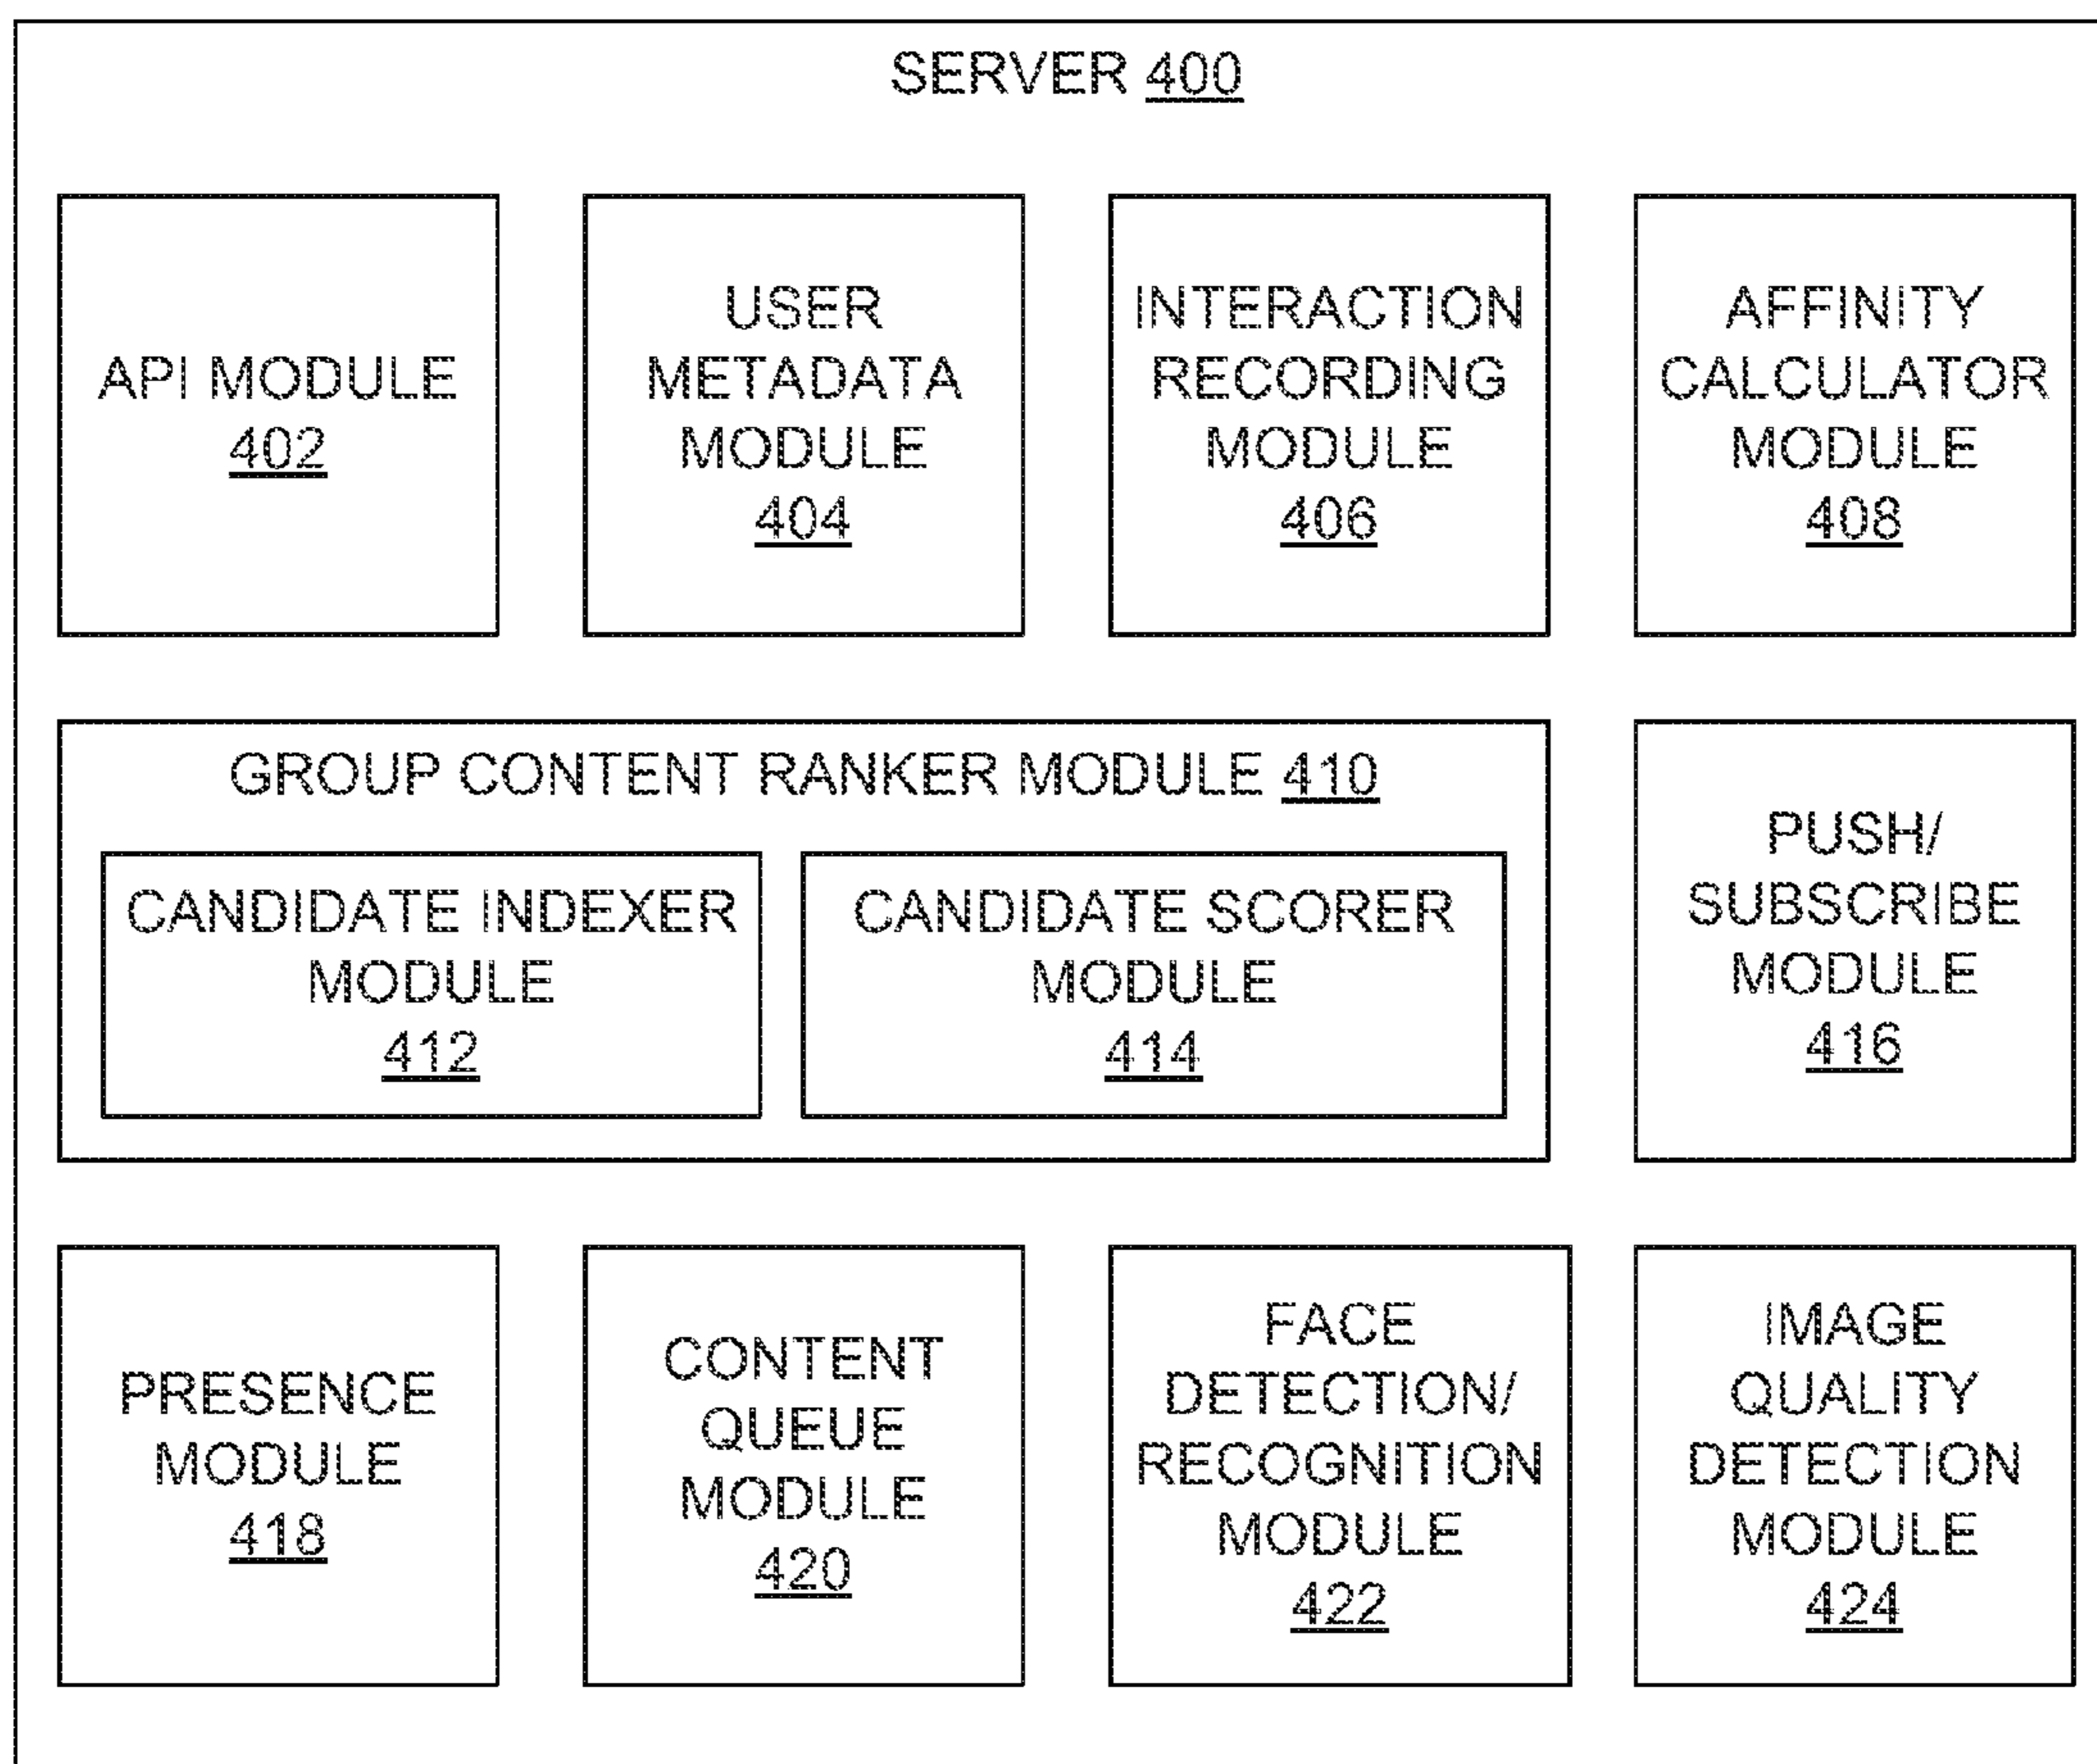 SERVER 400
API MODULE
402
USER
METADATA
MODULE
404
INTERACTION
RECORDING
MODULE
406
AFFINITY
CALCULATOR
MODULE
408
GROUP CONTENT RANKER MODULE 410
CANDIDATE INDEXER
MODULE
412
CANDIDATE SCORER
MODULE
414
PUSH/
SUBSCRIBE
MODULE
416
PRESENCE
MODULE
418
CONTENT
QUEUE
MODULE
420
FACE
DETECTION/
RECOGNITION
MODULE
422
IMAGE
QUALITY
DETECTION
MODULE
424